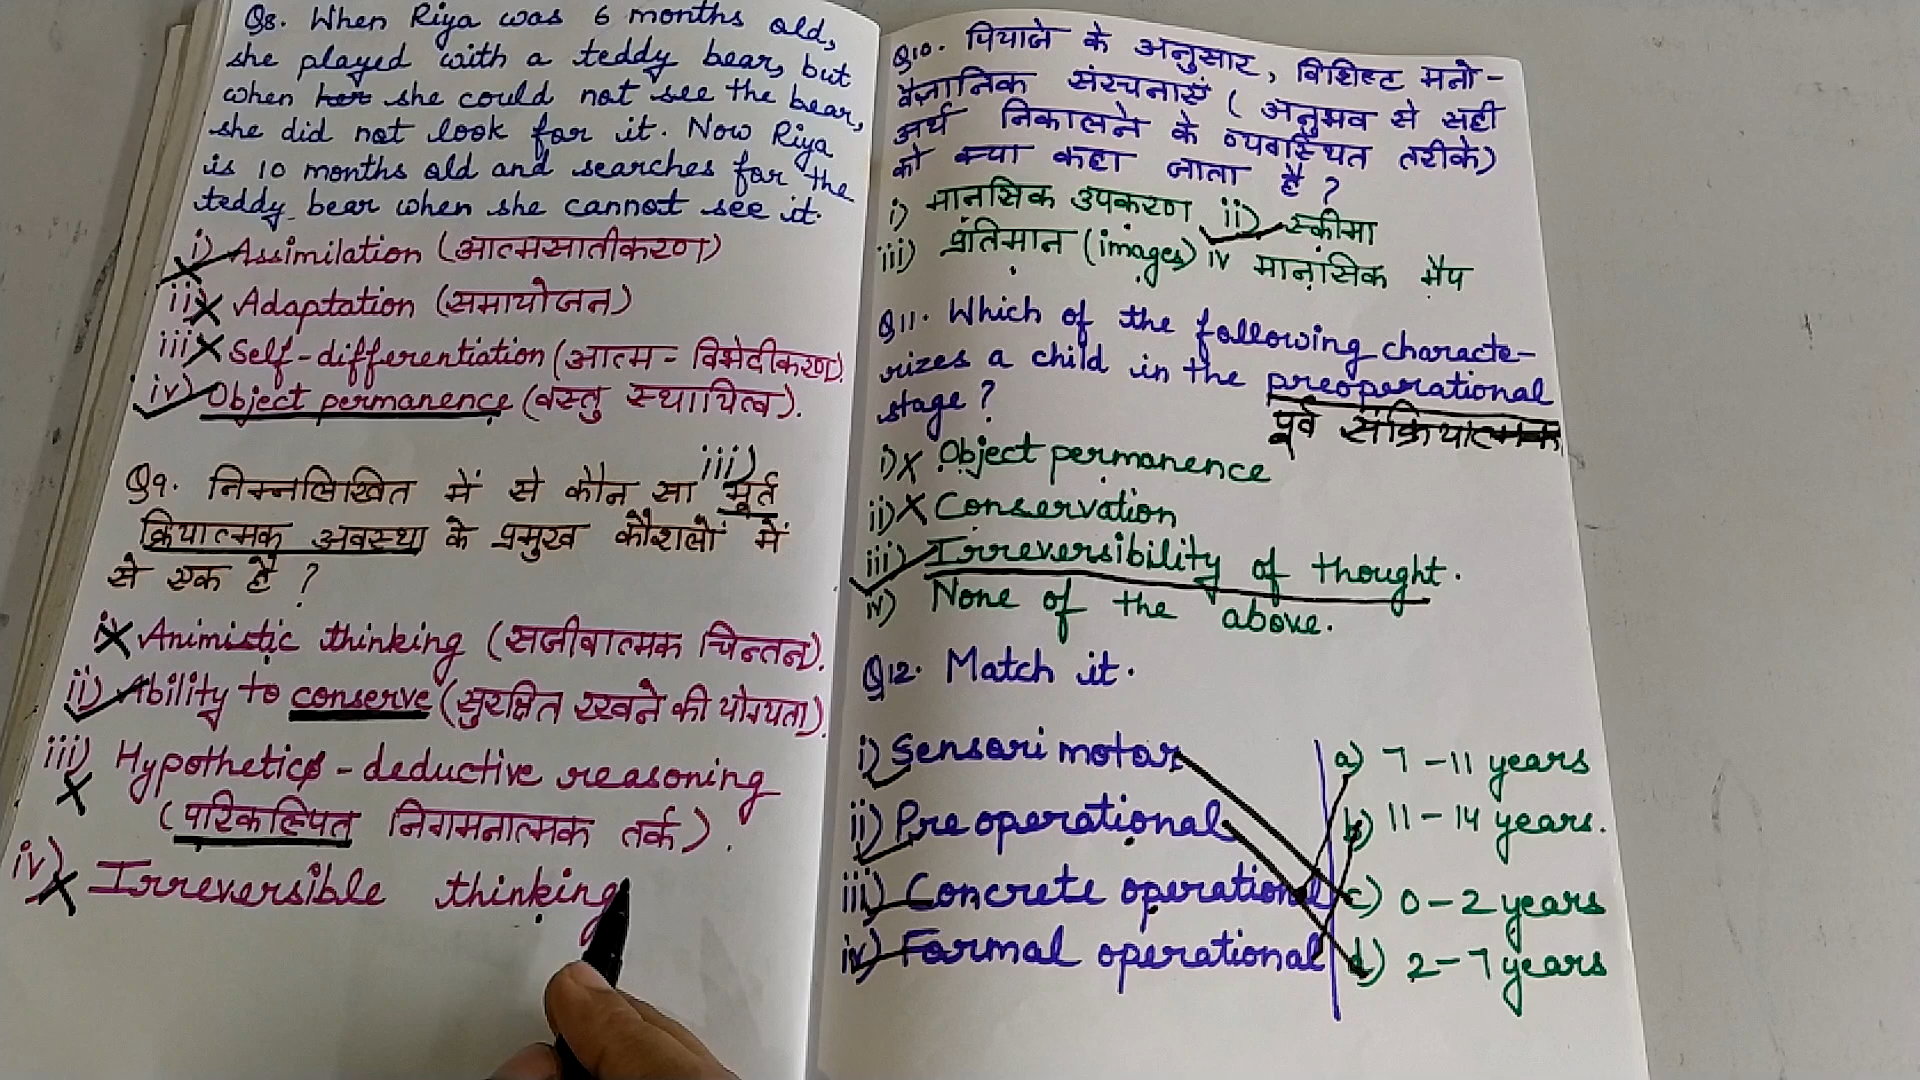 Q8. When Riya was 6 months old,
she played with a teddy bear, but
when her she could not see the bear,
she did not look for it. Now Riya
is 10 months old and searches for the
teddy bear when she cannot see it.
i) Assimilation (आत्मसातीकरण)
ii) Adaptation (समायोजन)
iii) Self-differentiation (आत्म - विभेदीकरण).
iv) Object permanence (वस्तु स्थायित्व).
iii)
Q9. निम्नलिखित में से कौन सा मूर्त
क्रियात्मक अवस्था के प्रमुख कौशलों में
से एक है ?
i) Animistic thinking (सजीवात्मक चिन्तन).
ii) Ability to conserve (सुरक्षित रखने की योग्यता)
iii) Hypothetic - deductive reasoning
(परिकल्पित निगमनात्मक तर्क).
iv) Irreversible thinking
Q10. पियाजे के अनुसार, विशिष्ट मनो-
वैज्ञानिक संरचनाएं (अनुभव से सही
अर्थ निकालने के व्यवस्थित तरीके)
को क्या कहा जाता है ?
i) मानसिक उपकरण ii) स्कीमा
iii) प्रतिमान (images) iv मानसिक मैप
Q11. Which of the following characte-
rizes a child in the preoperational
stage?
पूर्व संक्रियात्मक
i) Object permanence
ii) Conservation
iii) Irreversibility of thought.
iv) None of the above.
Q12. Match it.
i) Sensori motor a) 7-11 years
ii) Pre operational b) 11-14 years.
iii) Concrete operational c) 0-2 years
iv) Formal operational d) 2-7 years